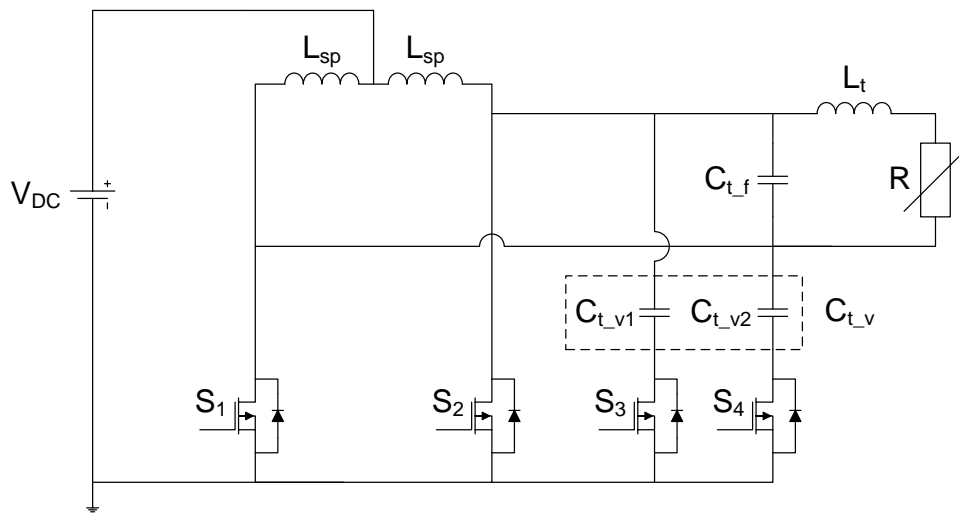 L_sp L_sp
L_t
V_DC
+
-
C_t_f
R
C_t_v1 C_t_v2 C_t_v
S_1 S_2 S_3 S_4